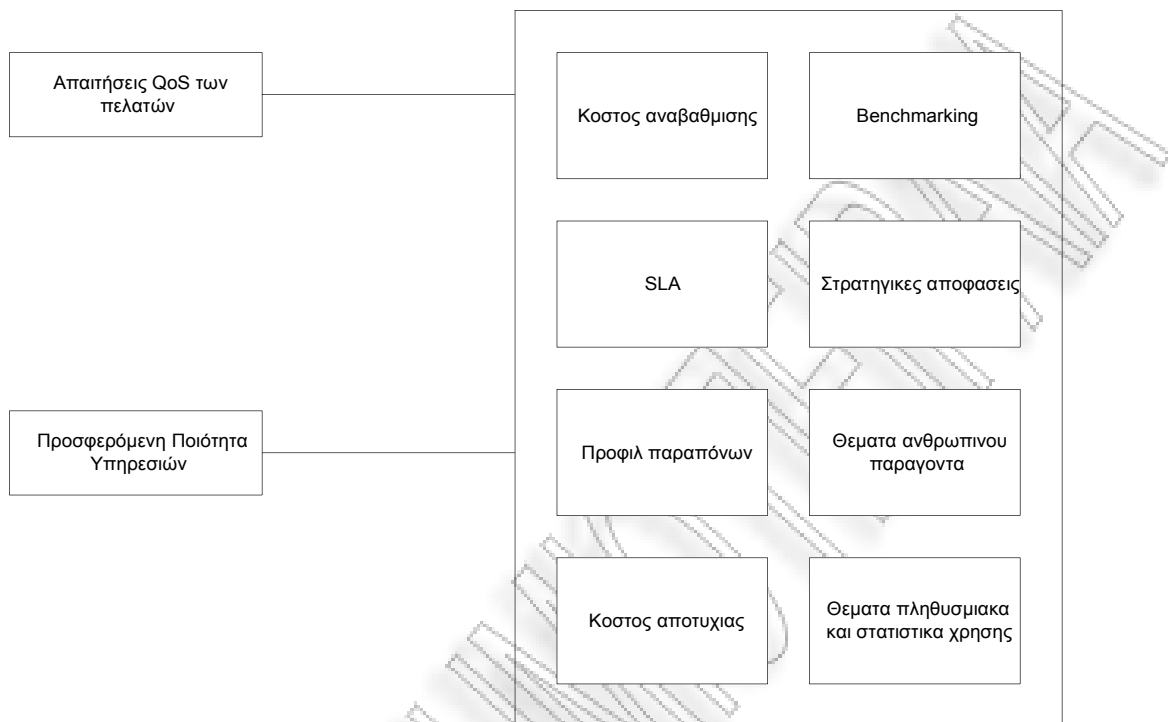 Απαιτήσεις QoS των
πελατών
Κοστος αναβαθμισης
Benchmarking
SLA
Στρατηγικες αποφασεις
Προσφερόμενη Ποιότητα
Υπηρεσιών
Προφιλ παραπόνων
Θεματα ανθρωπινου
παραγοντα
Κοστος αποτυχιας
Θεματα πληθυσμιακα
και στατιστικα χρησης